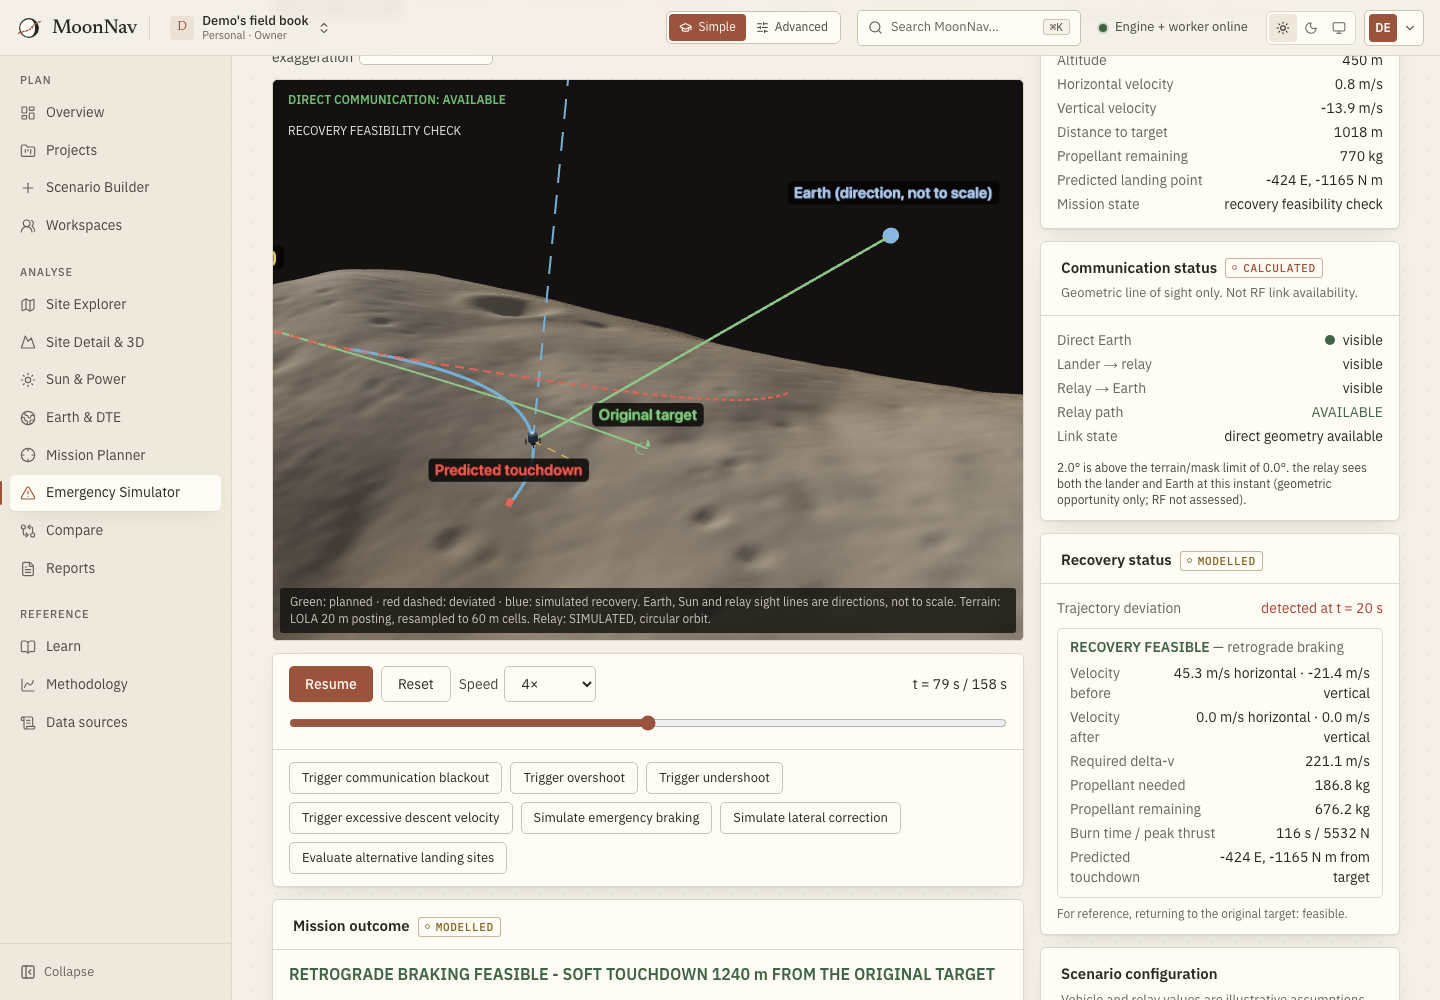 MoonNav
D
Demo's field book
Personal · Owner
Simple
Advanced
Search MoonNav...
⌘K
Engine + worker online
DE
PLAN
Overview
Projects
Scenario Builder
Workspaces
ANALYSE
Site Explorer
Site Detail & 3D
Sun & Power
Earth & DTE
Mission Planner
Emergency Simulator
Compare
Reports
REFERENCE
Learn
Methodology
Data sources
Collapse
exaggeration
DIRECT COMMUNICATION: AVAILABLE
RECOVERY FEASIBILITY CHECK
Earth (direction, not to scale)
Original target
Predicted touchdown
Green: planned · red dashed: deviated · blue: simulated recovery. Earth, Sun and relay sight lines are directions, not to scale. Terrain:
LOLA 20 m posting, resampled to 60 m cells. Relay: SIMULATED, circular orbit.
Resume
Reset
Speed
4×
t = 79 s / 158 s
Trigger communication blackout
Trigger overshoot
Trigger undershoot
Trigger excessive descent velocity
Simulate emergency braking
Simulate lateral correction
Evaluate alternative landing sites
Mission outcome
MODELLED
RETROGRADE BRAKING FEASIBLE - SOFT TOUCHDOWN 1240 m FROM THE ORIGINAL TARGET
Altitude 450 m
Horizontal velocity 0.8 m/s
Vertical velocity -13.9 m/s
Distance to target 1018 m
Propellant remaining 770 kg
Predicted landing point -424 E, -1165 N m
Mission state recovery feasibility check
Communication status
CALCULATED
Geometric line of sight only. Not RF link availability.
Direct Earth visible
Lander → relay visible
Relay → Earth visible
Relay path AVAILABLE
Link state direct geometry available
2.0° is above the terrain/mask limit of 0.0°. the relay sees
both the lander and Earth at this instant (geometric
opportunity only; RF not assessed).
Recovery status
MODELLED
Trajectory deviation detected at t = 20 s
RECOVERY FEASIBLE — retrograde braking
Velocity before 45.3 m/s horizontal · -21.4 m/s vertical
Velocity after 0.0 m/s horizontal · 0.0 m/s vertical
Required delta-v 221.1 m/s
Propellant needed 186.8 kg
Propellant remaining 676.2 kg
Burn time / peak thrust 116 s / 5532 N
Predicted touchdown -424 E, -1165 N m from target
For reference, returning to the original target: feasible.
Scenario configuration
Vehicle and relay values are illustrative assumptions